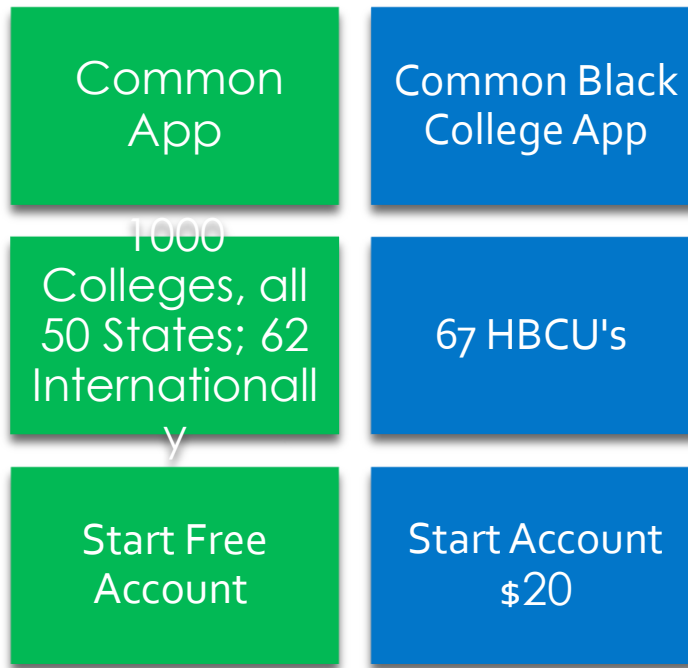 Common
App
Common Black
College App
1000
Colleges, all
50 States; 62
Internationall
y
67 HBCU's
Start Free
Account
Start Account
$20